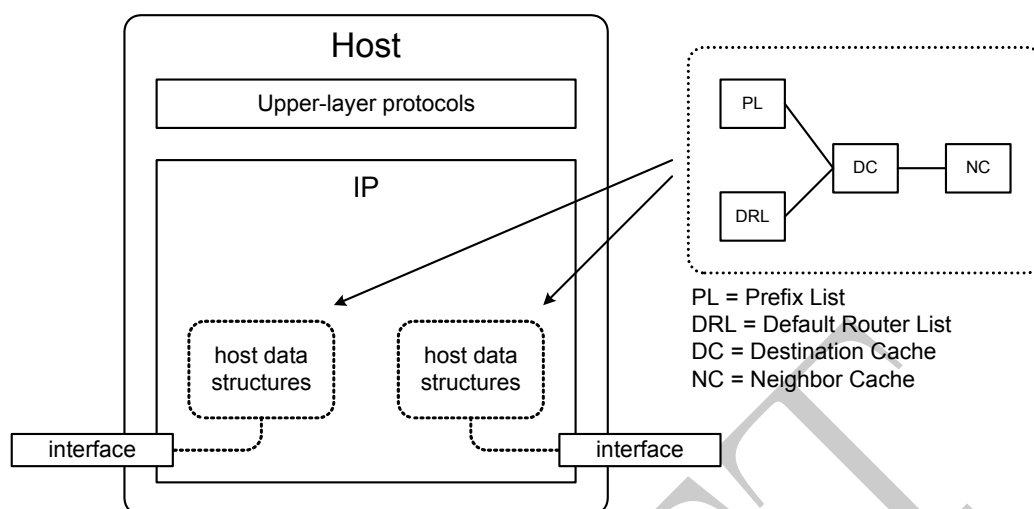 Host
Upper-layer protocols
IP
host data
structures
host data
structures
interface
interface
PL
DRL
DC
NC
PL = Prefix List
DRL = Default Router List
DC = Destination Cache
NC = Neighbor Cache